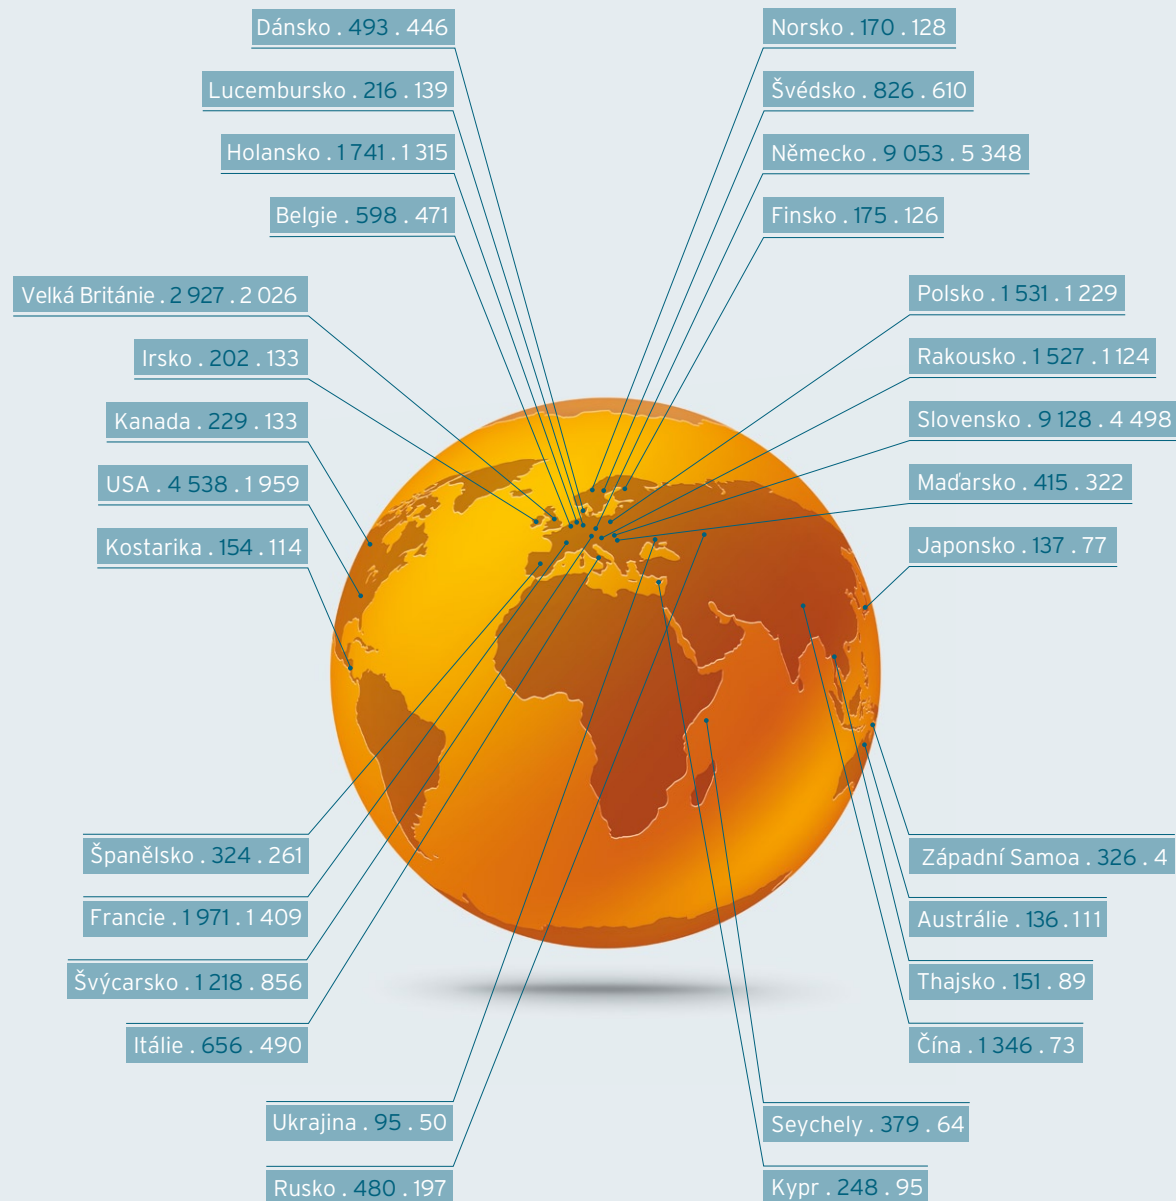 Dánsko . 493 . 446
Lucembursko . 216 . 139
Holansko . 1 741 . 1 315
Belgie . 598 . 471
Velká Británie . 2 927 . 2 026
Irsko . 202 . 133
Kanada . 229 . 133
USA . 4 538 . 1 959
Kostarika . 154 . 114
Norsko . 170 . 128
Švédsko . 826 . 610
Německo . 9 053 . 5 348
Finsko . 175 . 126
Polsko . 1 531 . 1 229
Rakousko . 1 527 . 1 124
Slovensko . 9 128 . 4 498
Maďarsko . 415 . 322
Japonsko . 137 . 77
Španělsko . 324 . 261
Francie . 1 971 . 1 409
Švýcarsko . 1 218 . 856
Itálie . 656 . 490
Ukrajina . 95 . 50
Rusko . 480 . 197
Západní Samoa . 326 . 4
Austrálie . 136 . 111
Thajsko . 151 . 89
Čína . 1 346 . 73
Seychely . 379 . 64
Kypr . 248 . 95